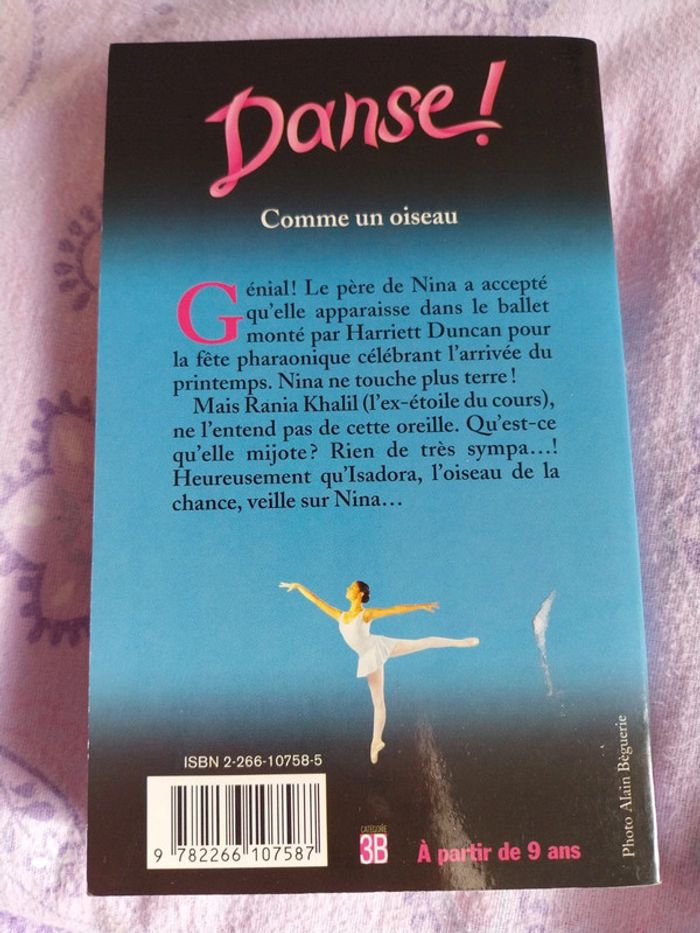 Danse!
Comme un oiseau
Génial! Le père de Nina a accepté
qu'elle apparaisse dans le ballet
monté par Harriett Duncan pour
la fête pharaonique célébrant l'arrivée du
printemps. Nina ne touche plus terre!
Mais Rania Khalil (l'ex-étoile du cours),
ne l'entend pas de cette oreille. Qu'est-ce
qu'elle mijote? Rien de très sympa…!
Heureusement qu'Isadora, l'oiseau de la
chance, veille sur Nina…
ISBN 2-266-10758-5
9 782266 107587
CATÉGORIE
3B
À partir de 9 ans
Photo Alain Bèguerie